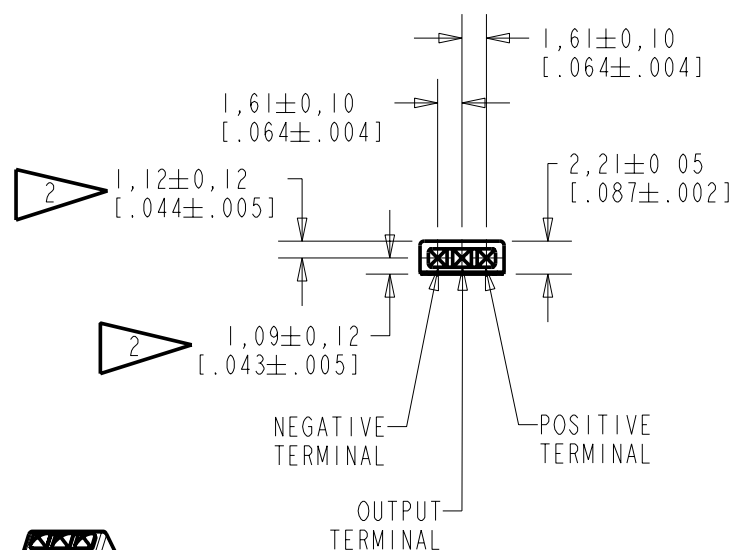 1,61±0,10
[.064±.004]
1,61±0,10
[.064±.004]
2
1,12±0,12
[.044±.005]
2,21±0 05
[.087±.002]
2
1,09±0,12
[.043±.005]
NEGATIVE
TERMINAL
POSITIVE
TERMINAL
OUTPUT
TERMINAL